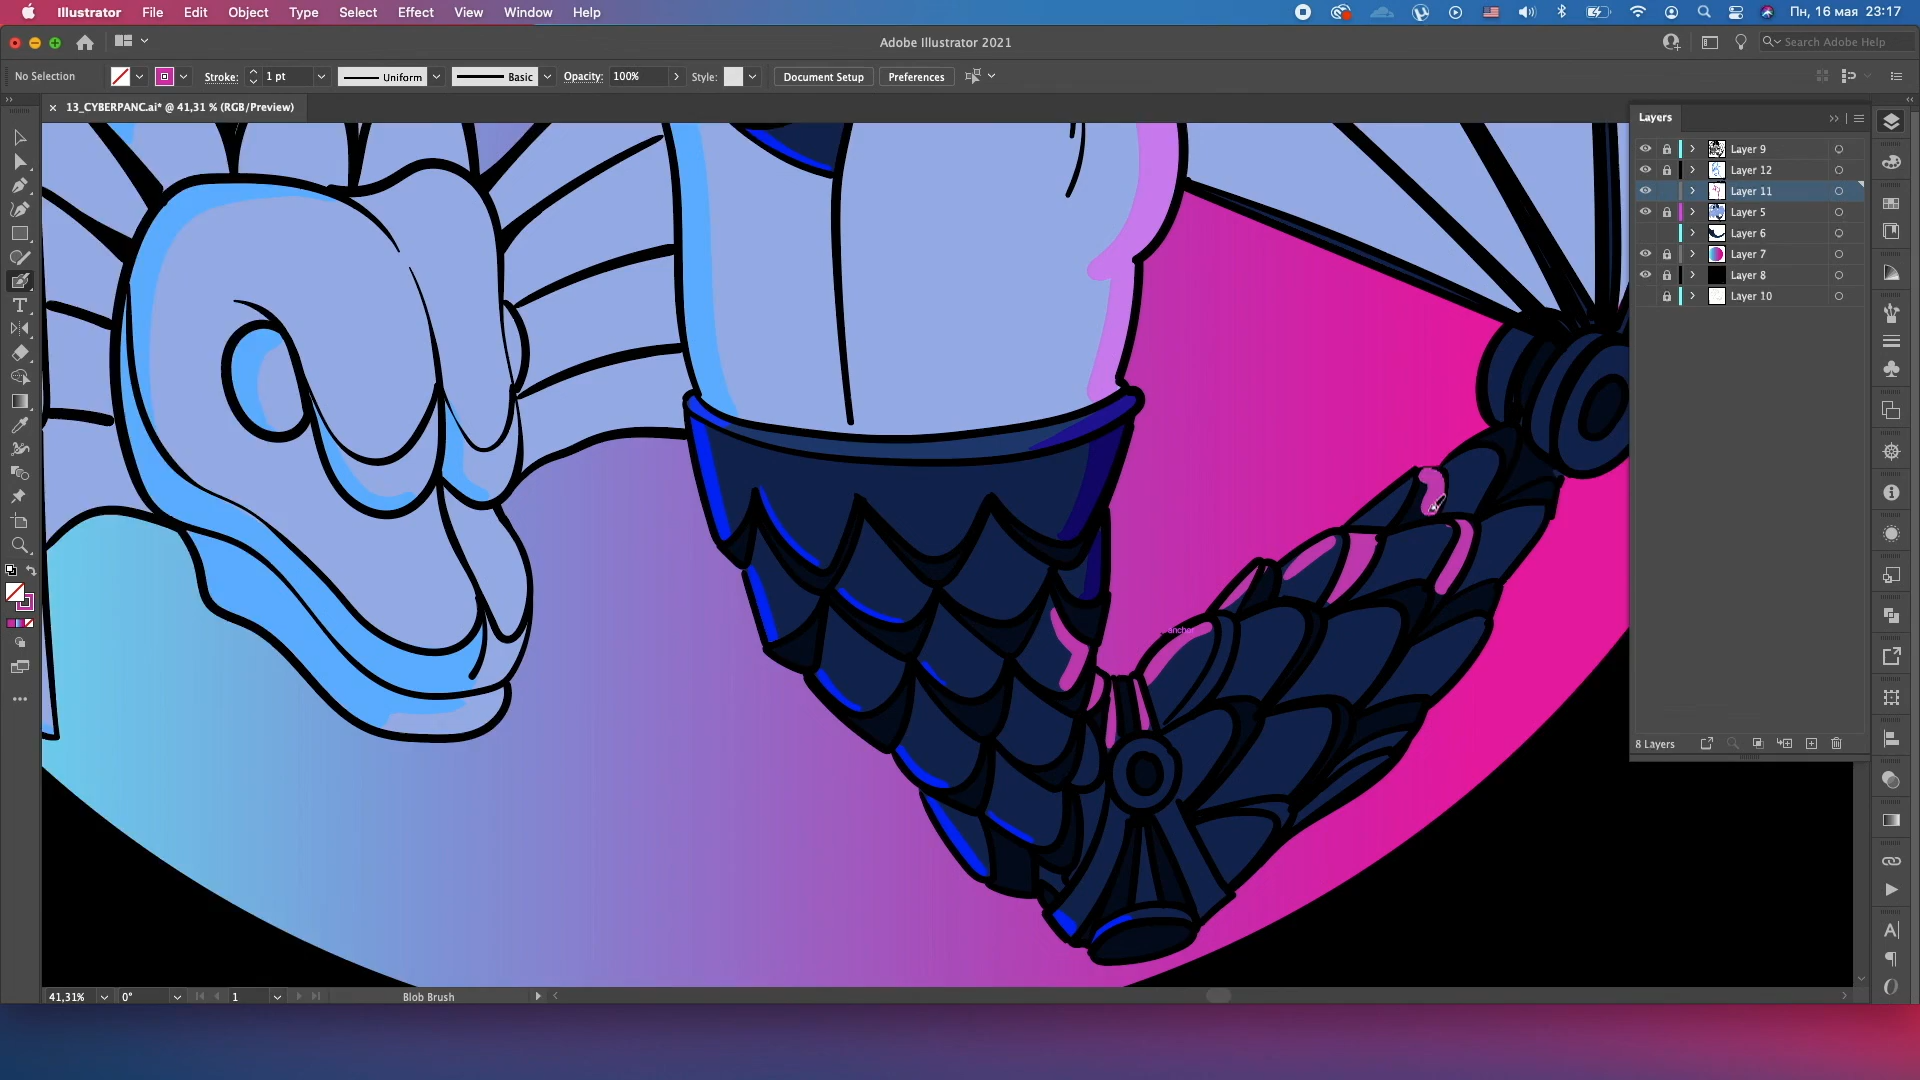 Illustrator File Edit Object Type Select Effect View Window Help
Пн, 16 мая 23:17
Adobe Illustrator 2021
Search Adobe Help
No Selection
Stroke: 1 pt
Uniform
Basic
Opacity: 100%
Style:
Document Setup
Preferences
× 13_CYBERPANC.ai* @ 41,31 % (RGB/Preview)
Layers
Layer 9
Layer 12
Layer 11
Layer 5
Layer 6
Layer 7
Layer 8
Layer 10
8 Layers
anchor
41,31%
0°
1
Blob Brush